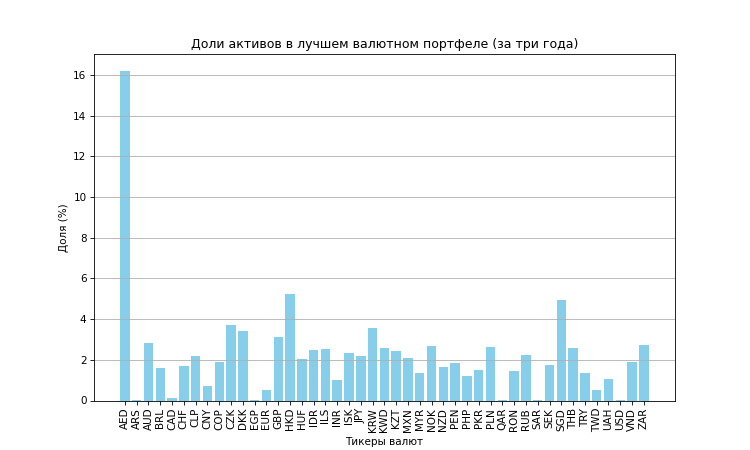 Доли активов в лучшем валютном портфеле (за три года)
Доля (%)
16
14
12
10
8
6
4
2
0
AED ARS AUD BRL CAD CHF CLP CNY COP CZK DKK EGP EUR GBP HKD HUF IDR ILS INR ISK JPY KRW KWD KZT MXN MYR NOK NZD PEN PHP PKR PLN QAR RON RUB SAR SEK SGD THB TRY TWD UAH USD VND ZAR
Тикеры валют